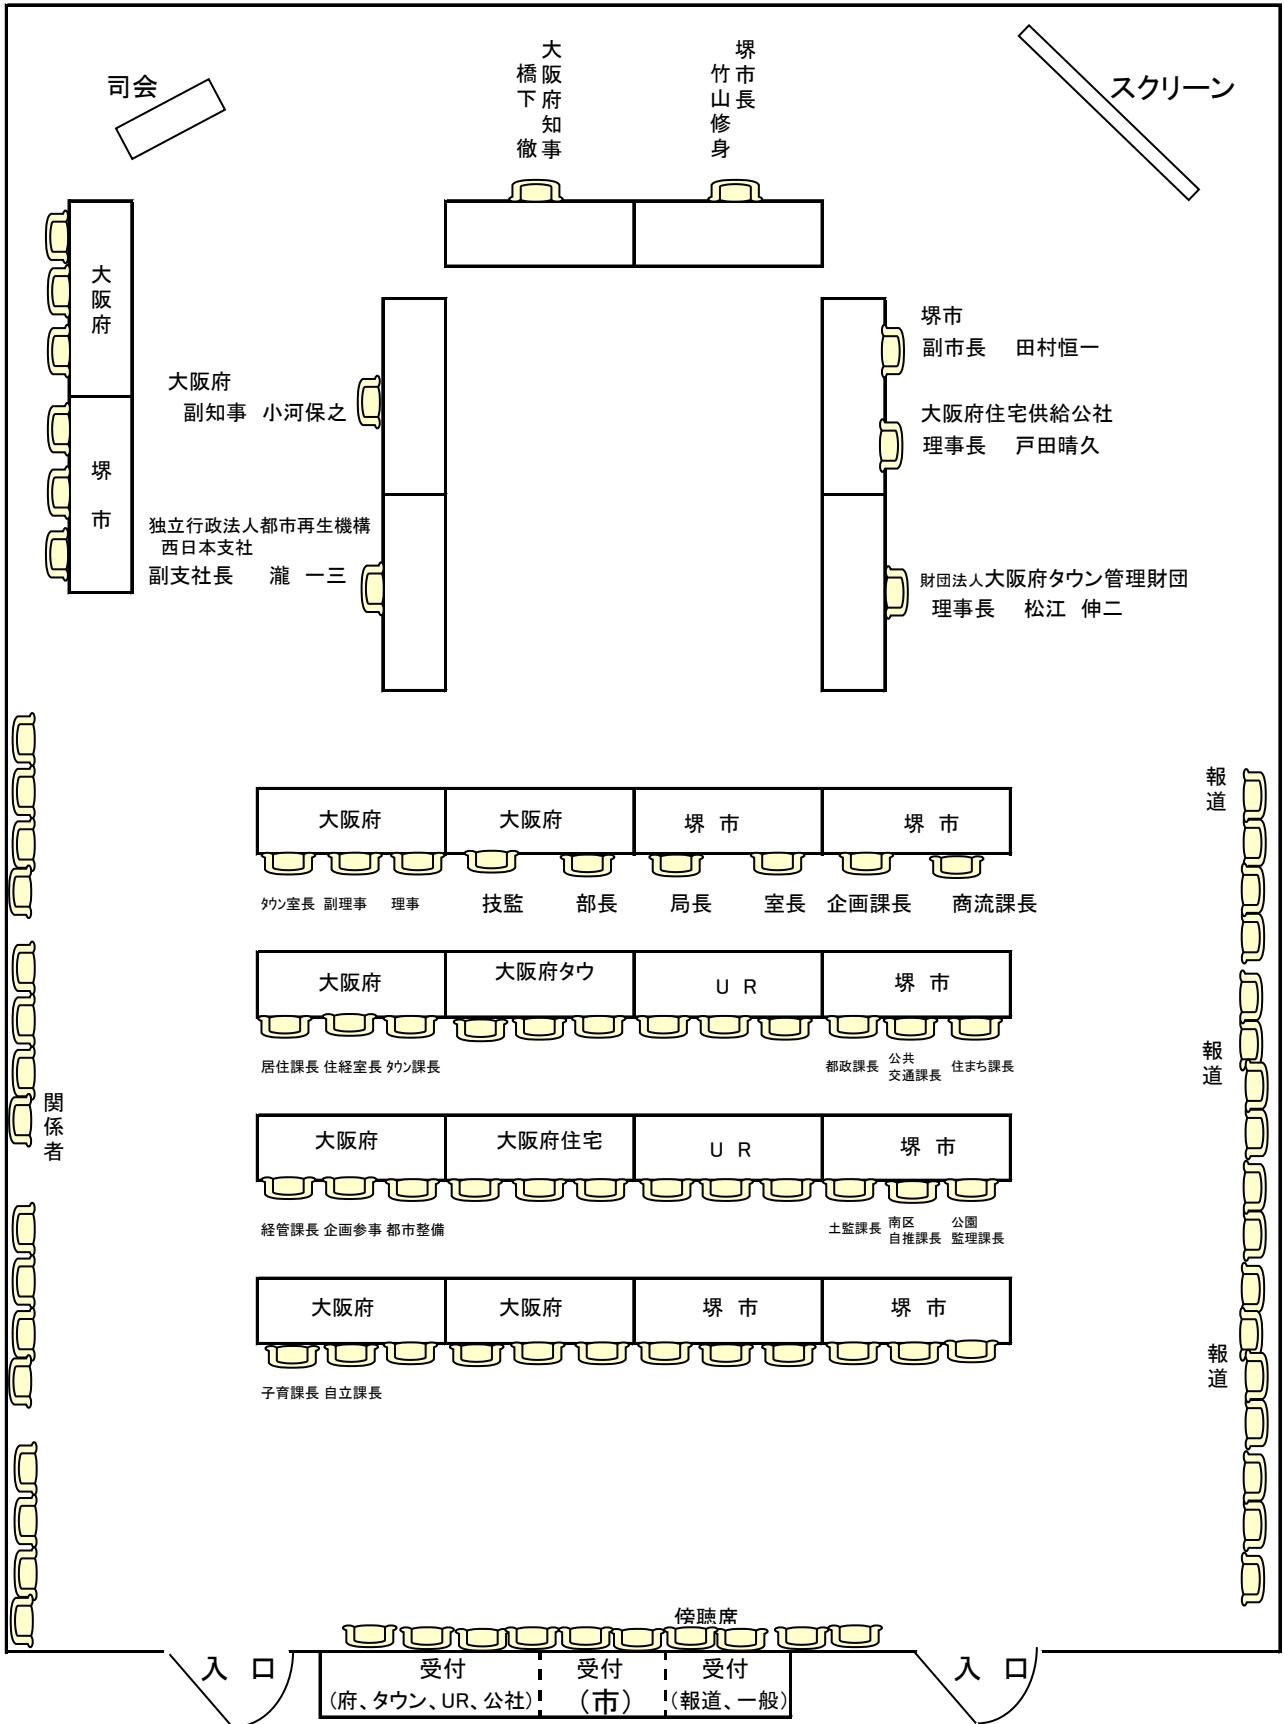 司会
大阪府知事
橋下　徹
堺市長
竹山修身
スクリーン
大阪府
堺　市
大阪府
副知事　小河保之
独立行政法人都市再生機構
西日本支社
副支社長　瀧　一三
堺市
副市長　田村恒一
大阪府住宅供給公社
理事長　戸田晴久
財団法人大阪府タウン管理財団
理事長　松江　伸二
大阪府　大阪府　堺　市　堺　市
タウン室長　副理事　理事　技監　部長　局長　室長　企画課長　商流課長
大阪府　大阪府タウ　U　R　堺　市
居住課長　住経室長　タウン課長　都政課長　公共
交通課長　住まち課長
大阪府　大阪府住宅　U　R　堺　市
経管課長　企画参事　都市整備　土監課長　南区
自推課長　公園
監理課長
大阪府　大阪府　堺　市　堺　市
子育課長　自立課長
関係者
報道
報道
報道
傍聴席
入　口
受付
(府、タウン、UR、公社)
受付
（市）
受付
(報道、一般)
入　口